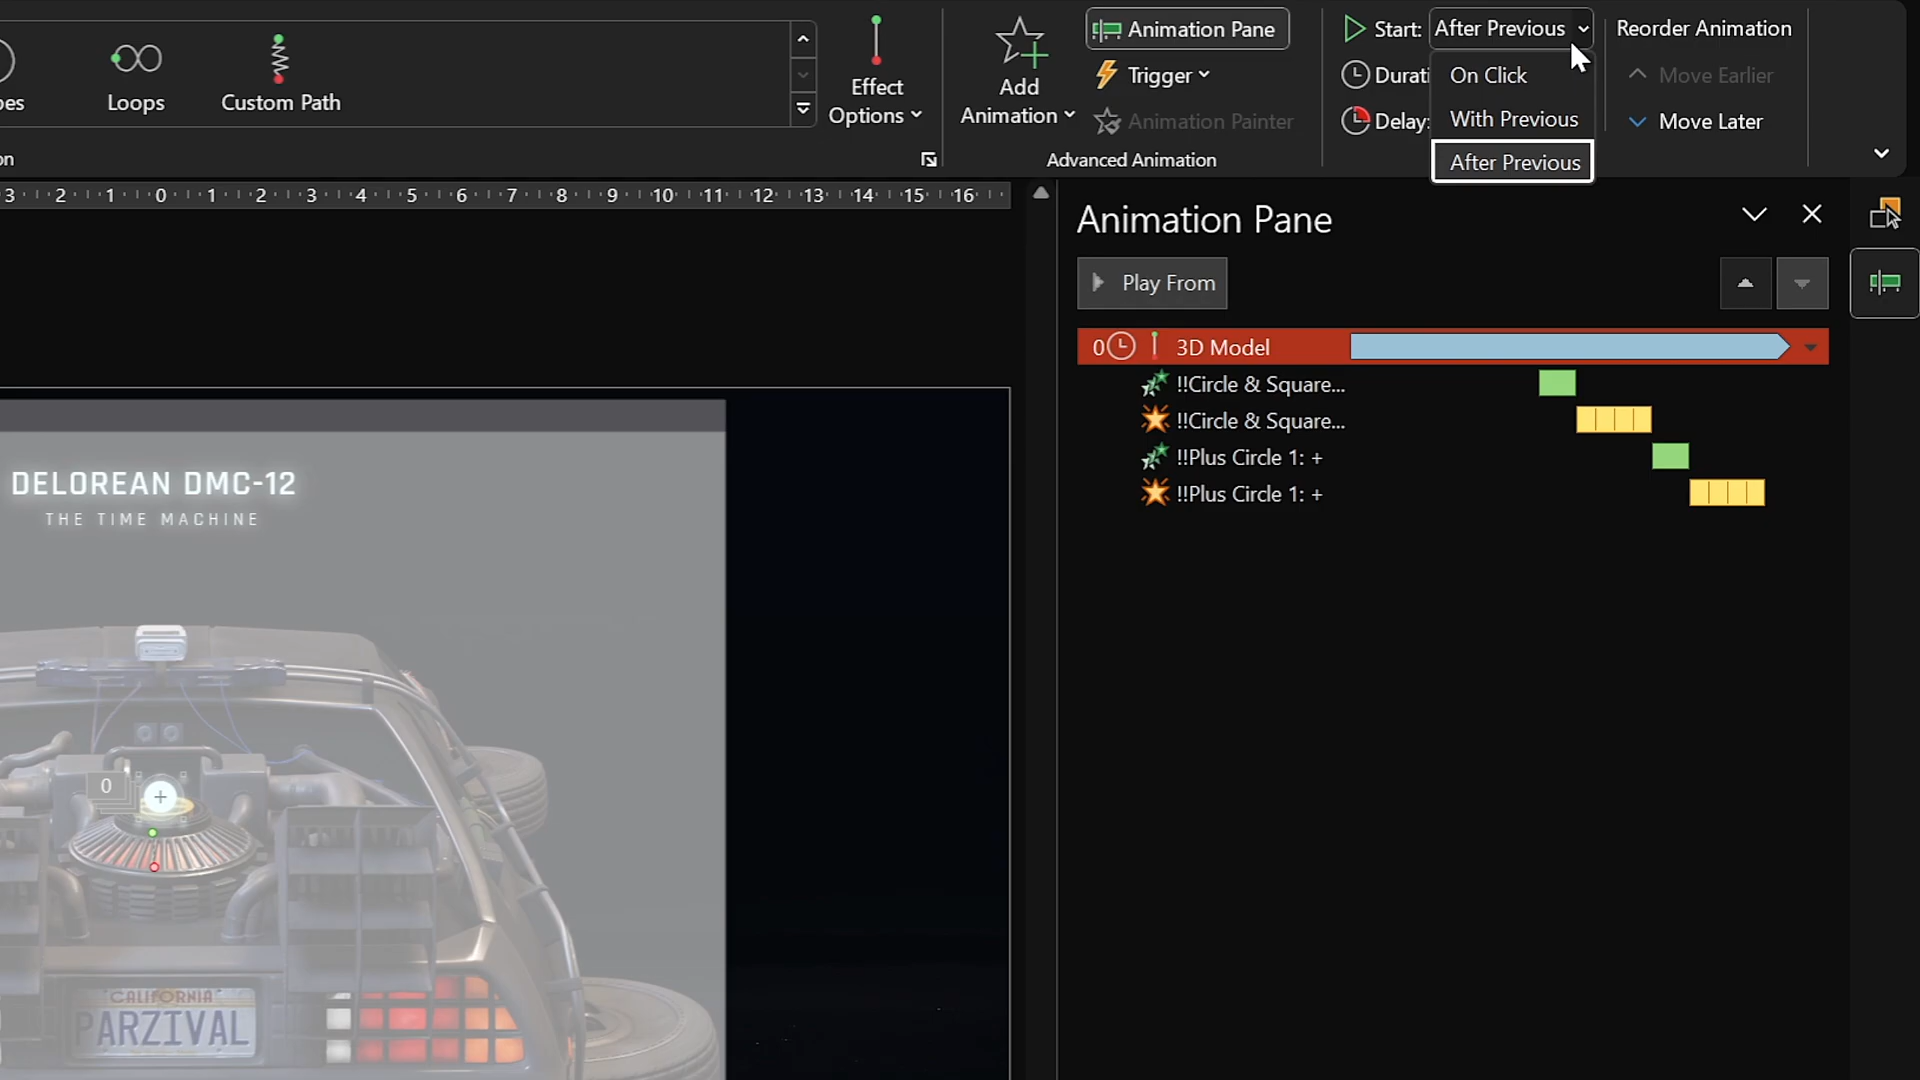 pes
Loops
Custom Path
Effect
Options
Add
Animation
Animation Pane
Trigger
Animation Painter
Advanced Animation
Start: After Previous
Durati
Delay:
On Click
With Previous
After Previous
Reorder Animation
Move Earlier
Move Later
on
3 2 1 0 1 2 3 4 5 6 7 8 9 10 11 12 13 14 15 16
Animation Pane
Play From
0 3D Model
!!Circle & Square...
!!Circle & Square...
!!Plus Circle 1: +
!!Plus Circle 1: +
DELOREAN DMC-12
THE TIME MACHINE
0
+
CALIFORNIA
PARZIVAL